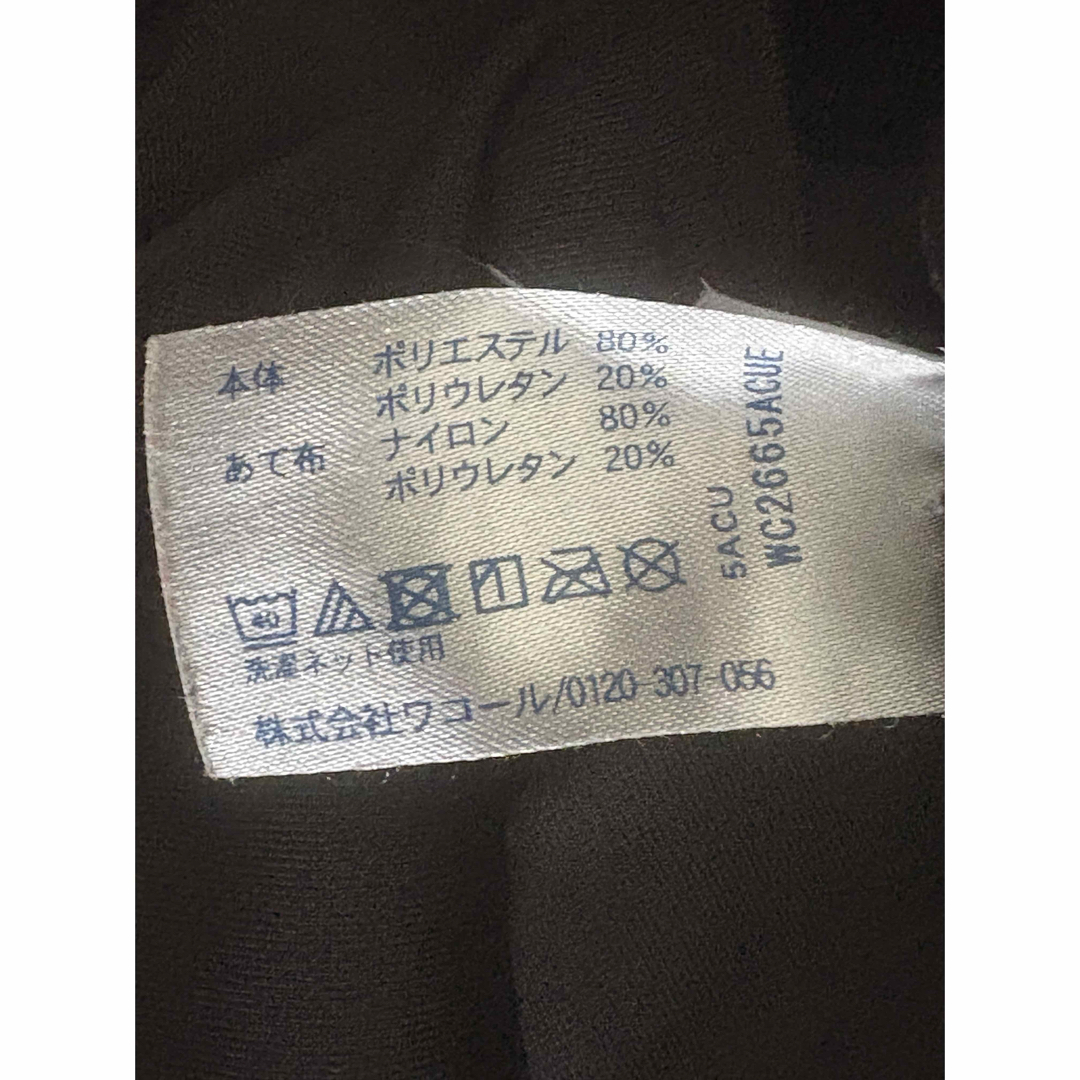 本体 ポリエステル 80%
ポリウレタン 20%
あて布 ナイロン 80%
ポリウレタン 20%
40
洗濯ネット使用
株式会社ワコール/0120-307-056
5ACU
WC2665ACUE